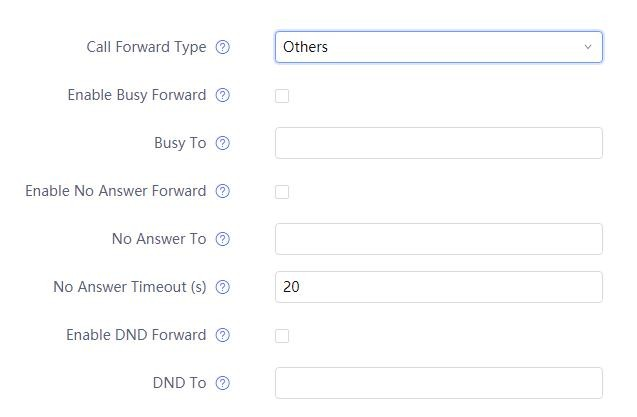 Call Forward Type ? Others
Enable Busy Forward ?
Busy To ?
Enable No Answer Forward ?
No Answer To ?
No Answer Timeout (s) ? 20
Enable DND Forward ?
DND To ?